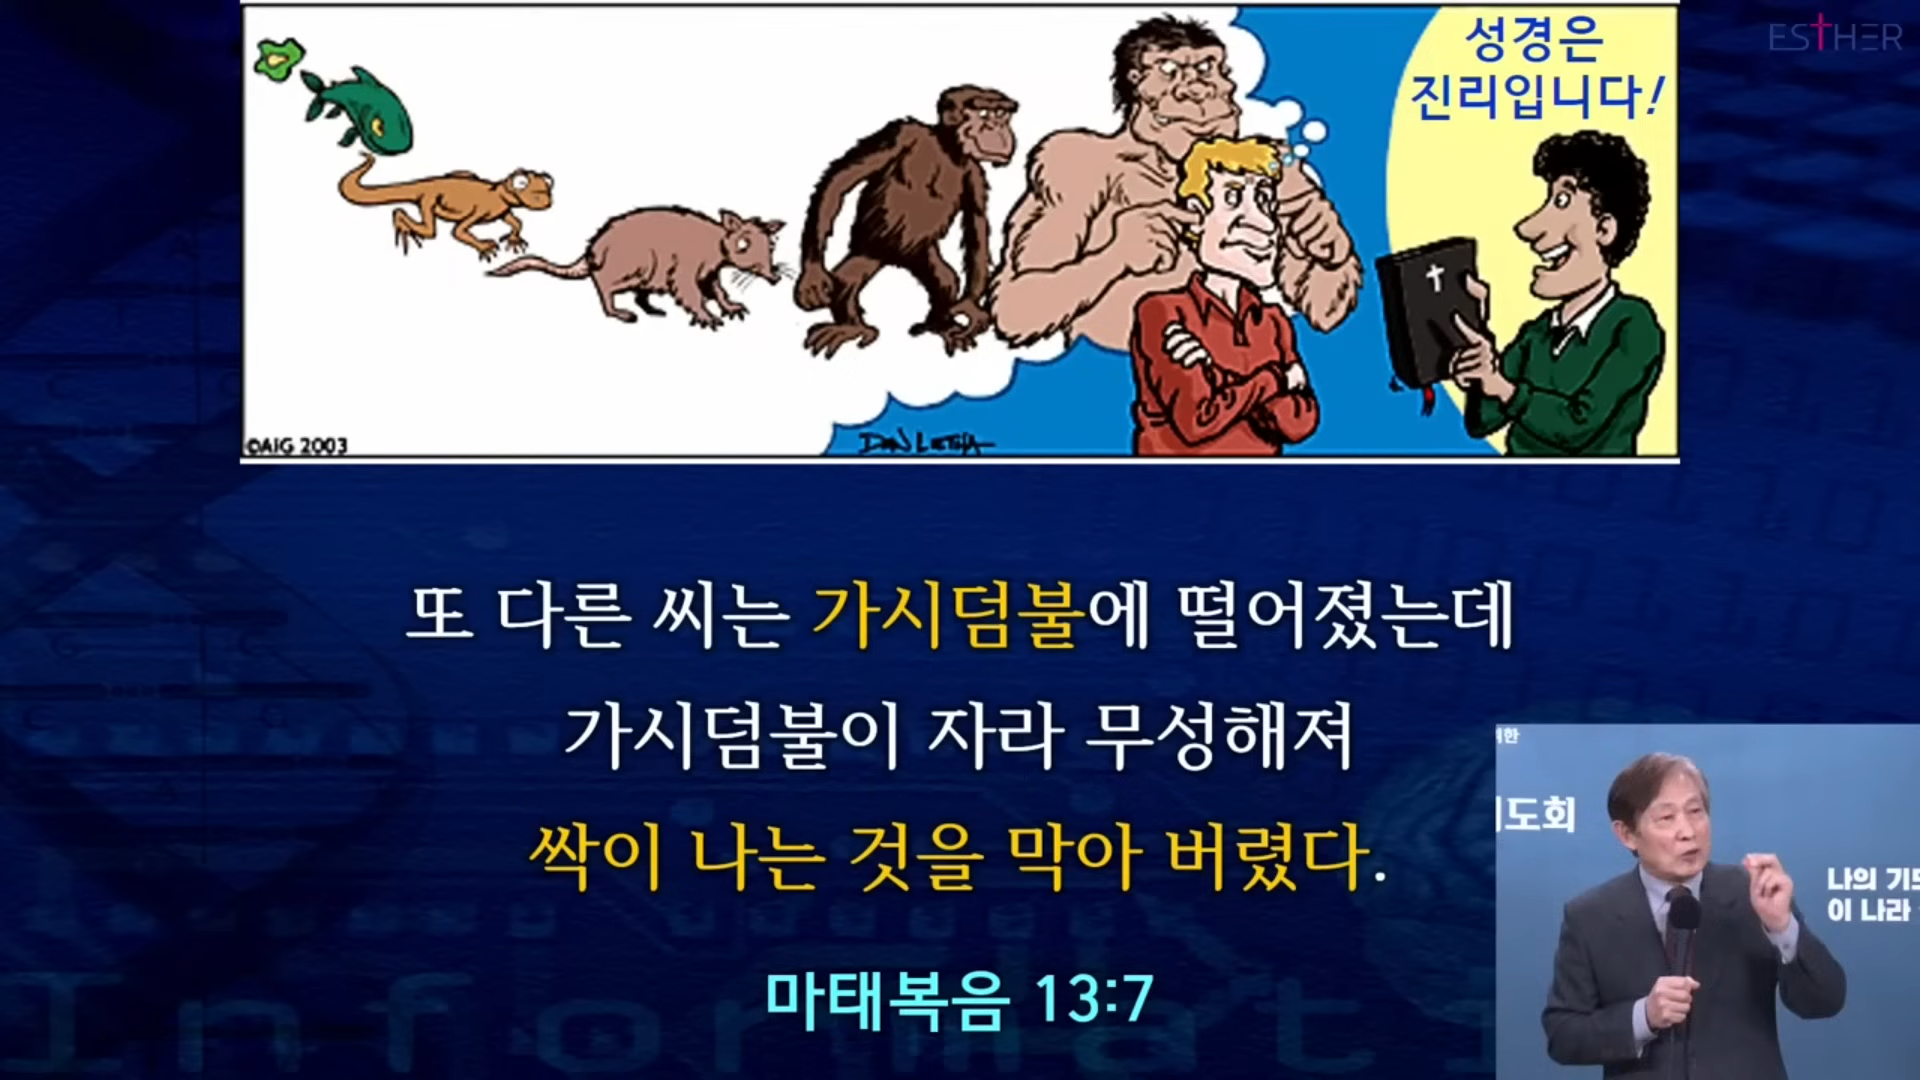 성경은
진리입니다!
ESTHER
©AIG 2003
또 다른 씨는 가시덤불에 떨어졌는데
가시덤불이 자라 무성해져
싹이 나는 것을 막아 버렸다.
마태복음 13:7
도회
이 나라
Informat